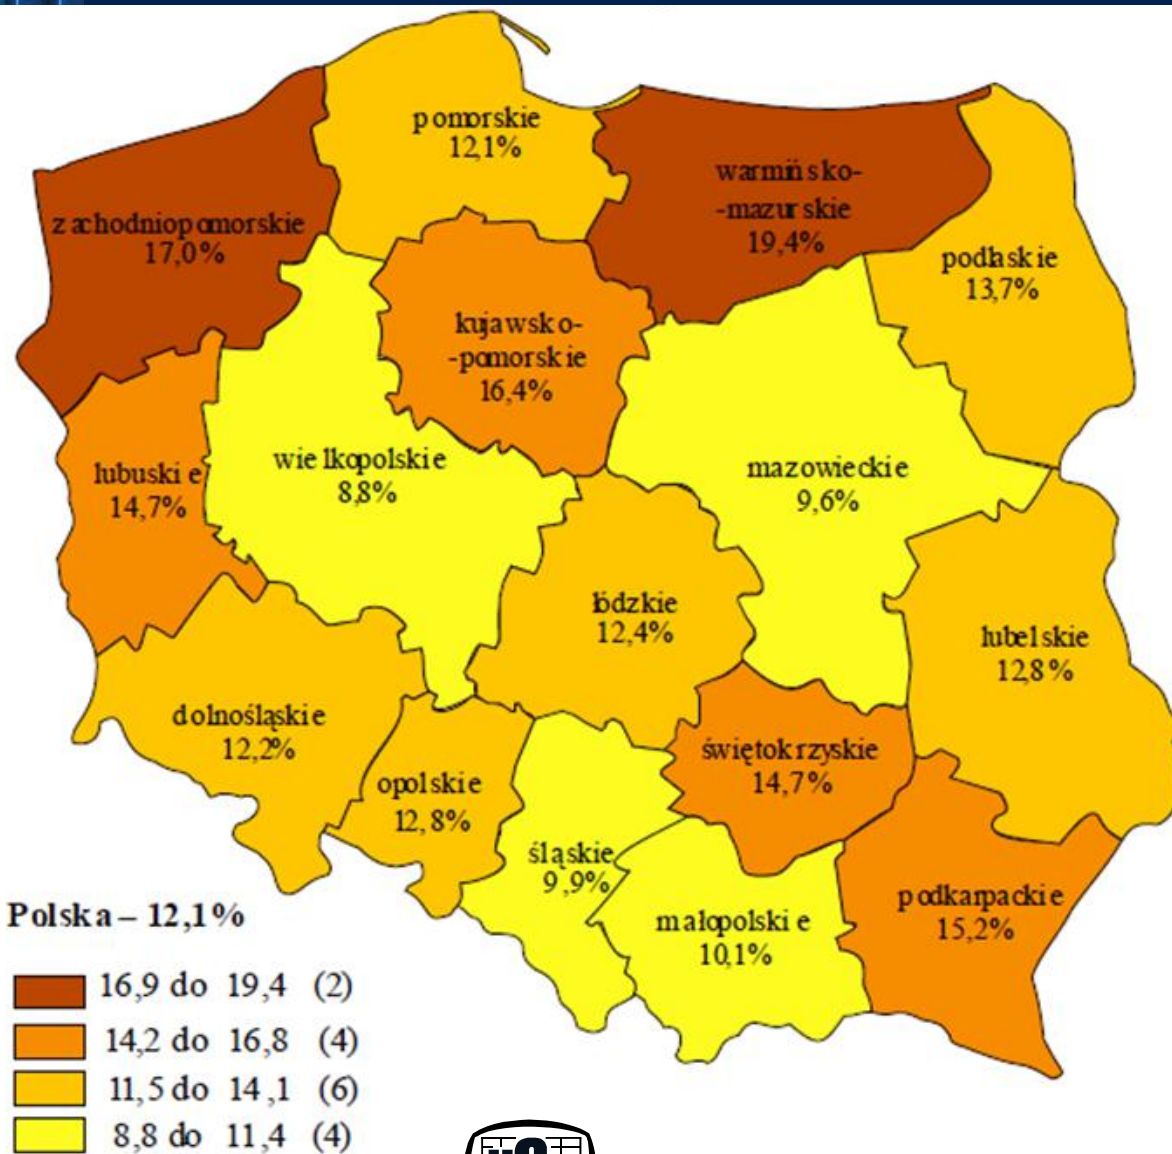 pomorskie
12,1%
warmińsko-
-mazurskie
19,4%
zachodniopomorskie
17,0%
podlaskie
13,7%
kujawsko-
-pomorskie
16,4%
wielkopolskie
8,8%
lubuskie
14,7%
mazowieckie
9,6%
łódzkie
12,4%
lubelskie
12,8%
dolnośląskie
12,2%
świętokrzyskie
14,7%
opolskie
12,8%
śląskie
9,9%
podkarpackie
15,2%
małopolskie
10,1%
Polska – 12,1%
16,9 do 19,4 (2)
14,2 do 16,8 (4)
11,5 do 14,1 (6)
8,8 do 11,4 (4)